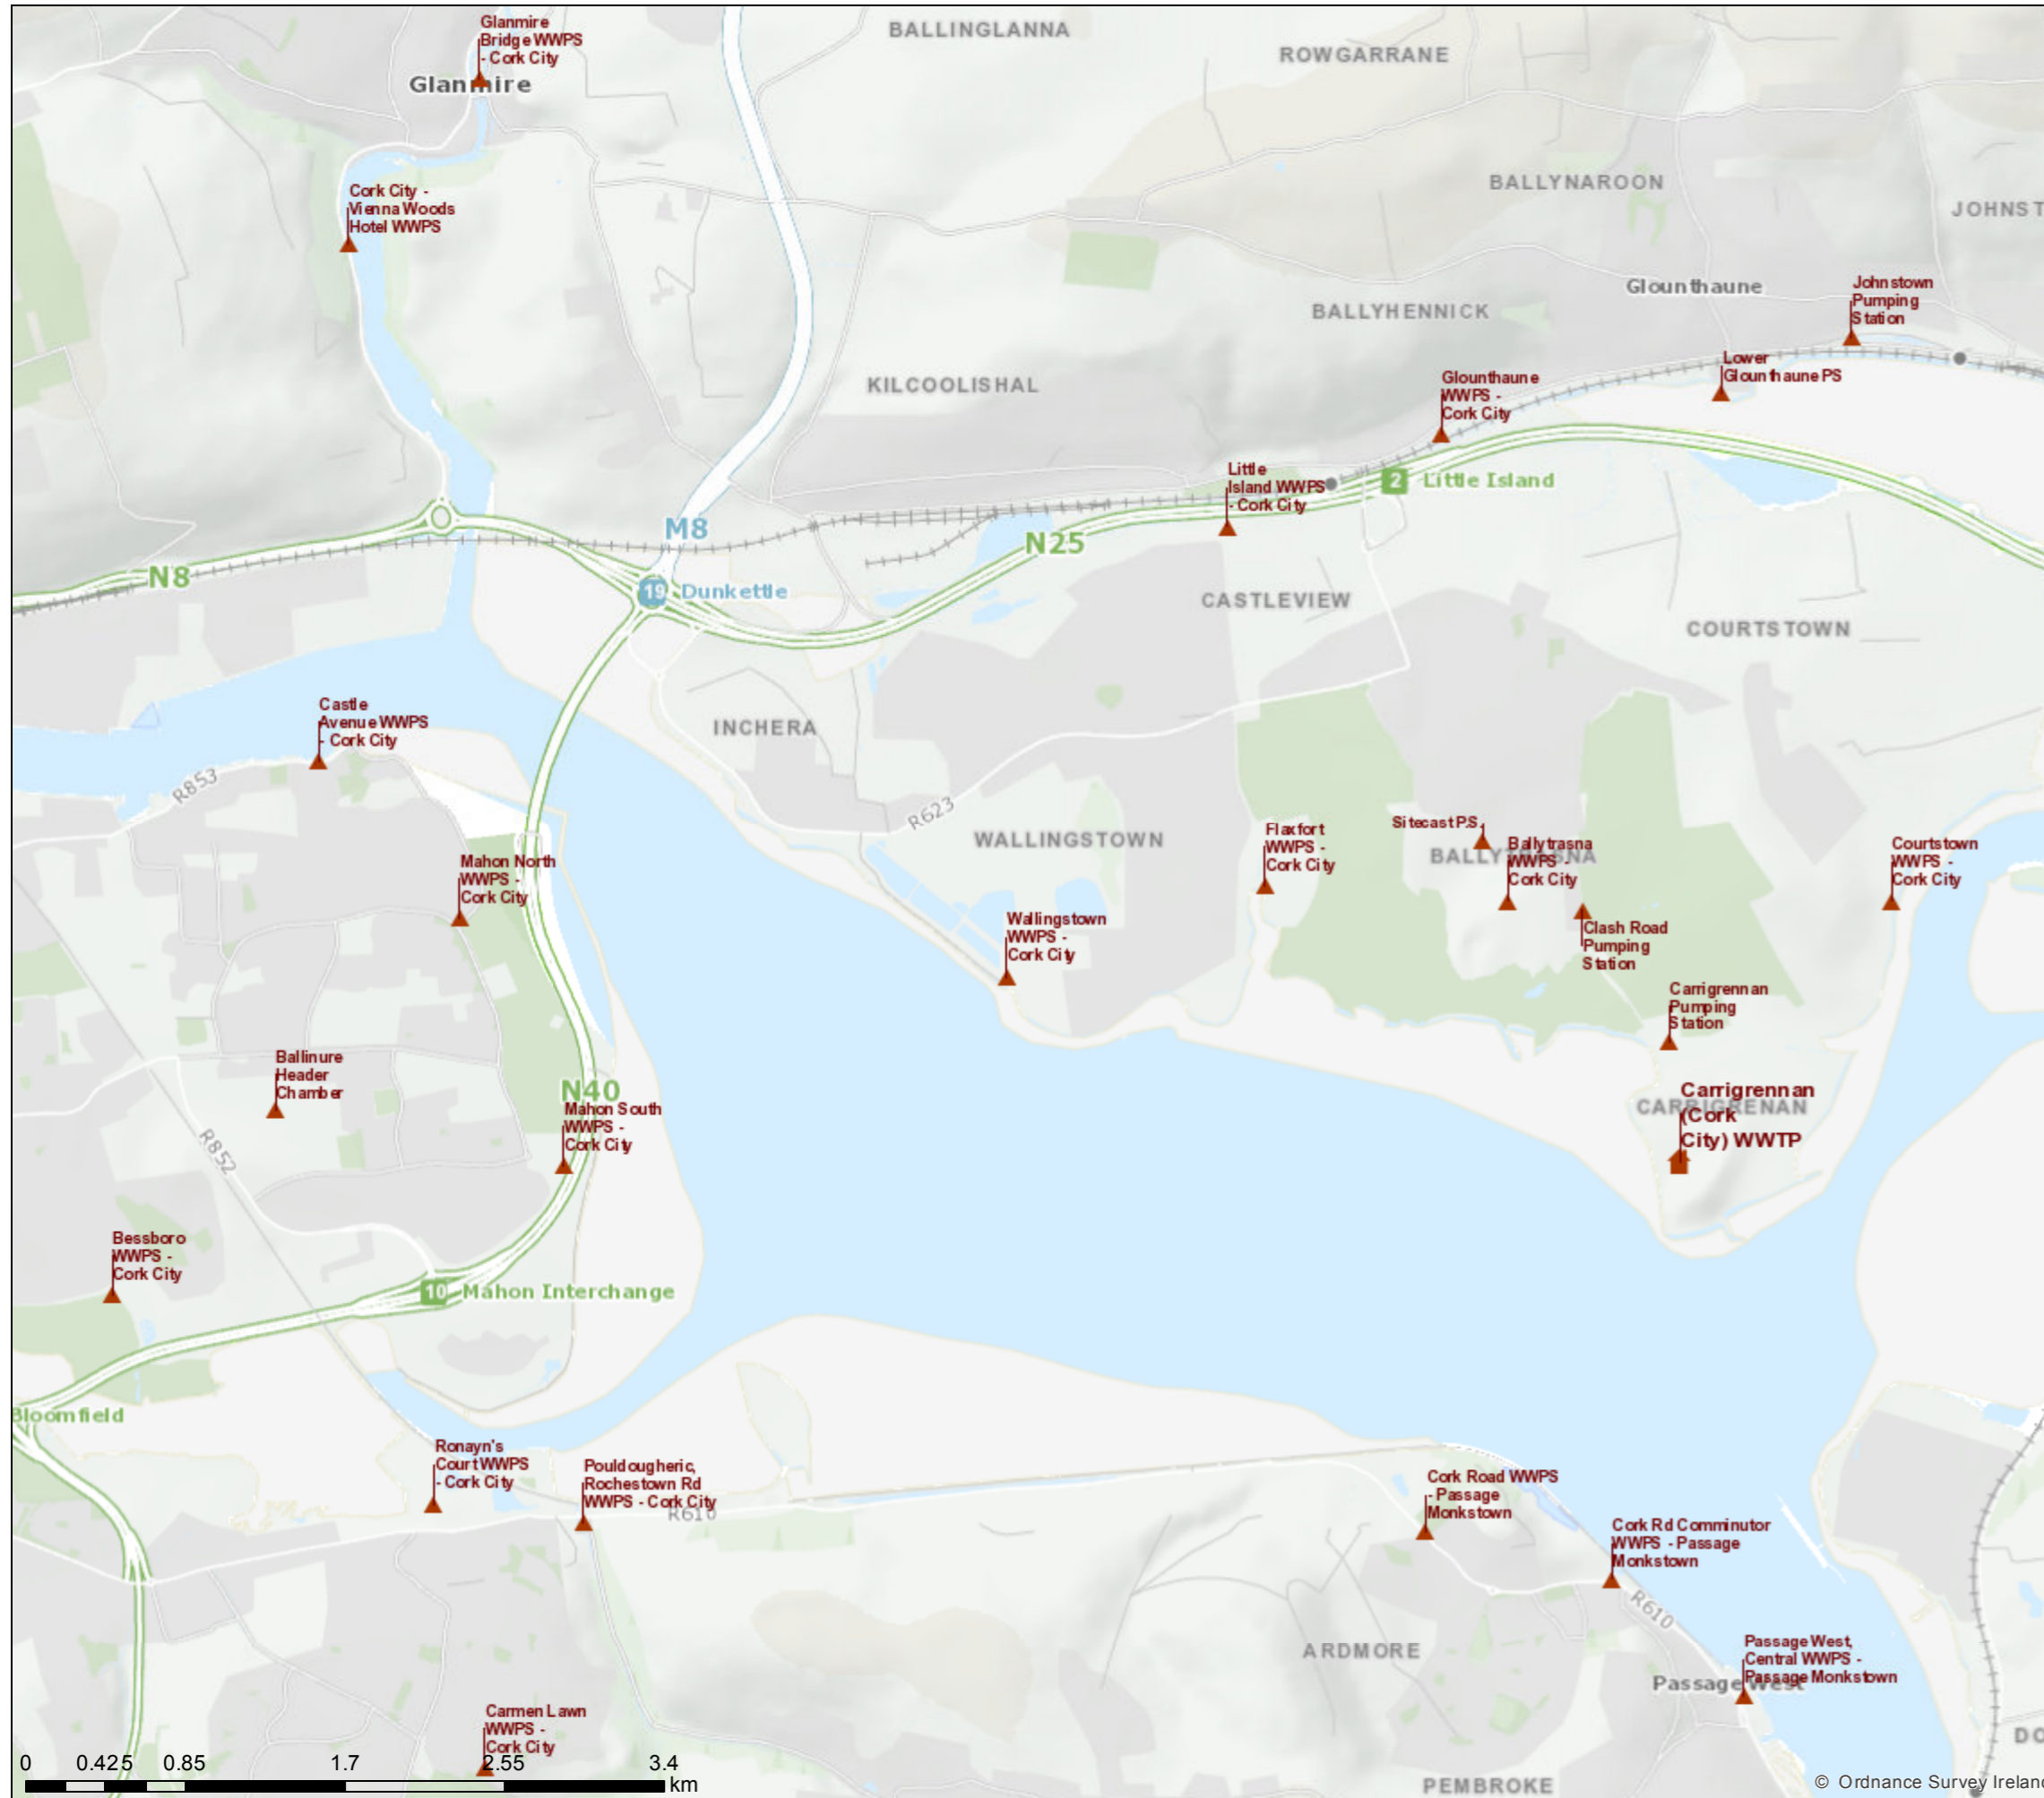 Glanmire
Bridge WWPS
- Cork City
Glanmire
BALLINGLANNA
ROWGARRANE
BALLYNAROON
JOHNST
Cork City -
Vienna Woods
Hotel WWPS
Glounthaune
BALLYHENNICK
Johnstown
Pumping
Station
Lower
Glounthaune PS
KILCOOLISHAL
Glounthaune
WWPS -
Cork City
Little
Island WWPS
- Cork City
2 Little Island
M8
N25
N8
19 Dunkettle
CASTLEVIEW
COURTSTOWN
Castle
Avenue WWPS
- Cork City
INCHERA
R853
R623
WALLINGSTOWN
Flaxfort
WWPS -
Cork City
Sitecast P.S.
BALLYTRASNA
Ballytrasna
WWPS -
Cork City
Courtstown
WWPS -
Cork City
Mahon North
WWPS -
Cork City
Wallingstown
WWPS -
Cork City
Clash Road
Pumping
Station
Carrigrennan
Pumping
Station
Ballinure
Header
Chamber
N40
Mahon South
WWPS -
Cork City
Carrigrennan
(Cork
City) WWTP
CARRIGRENAN
R852
Bessboro
WWPS -
Cork City
10 Mahon Interchange
Bloomfield
Ronayn's
Court WWPS
- Cork City
Pouldougheric,
Rochestown Rd
WWPS - Cork City
R610
Cork Road WWPS
- Passage
Monkstown
Cork Rd Comminutor
WWPS - Passage
Monkstown
R610
ARDMORE
Passage West,
Central WWPS -
Passage Monkstown
Passage West
Carmen Lawn
WWPS -
Cork City
DO
PEMBROKE
0 0.425 0.85 1.7 2.55 3.4
km
© Ordnance Survey Ireland